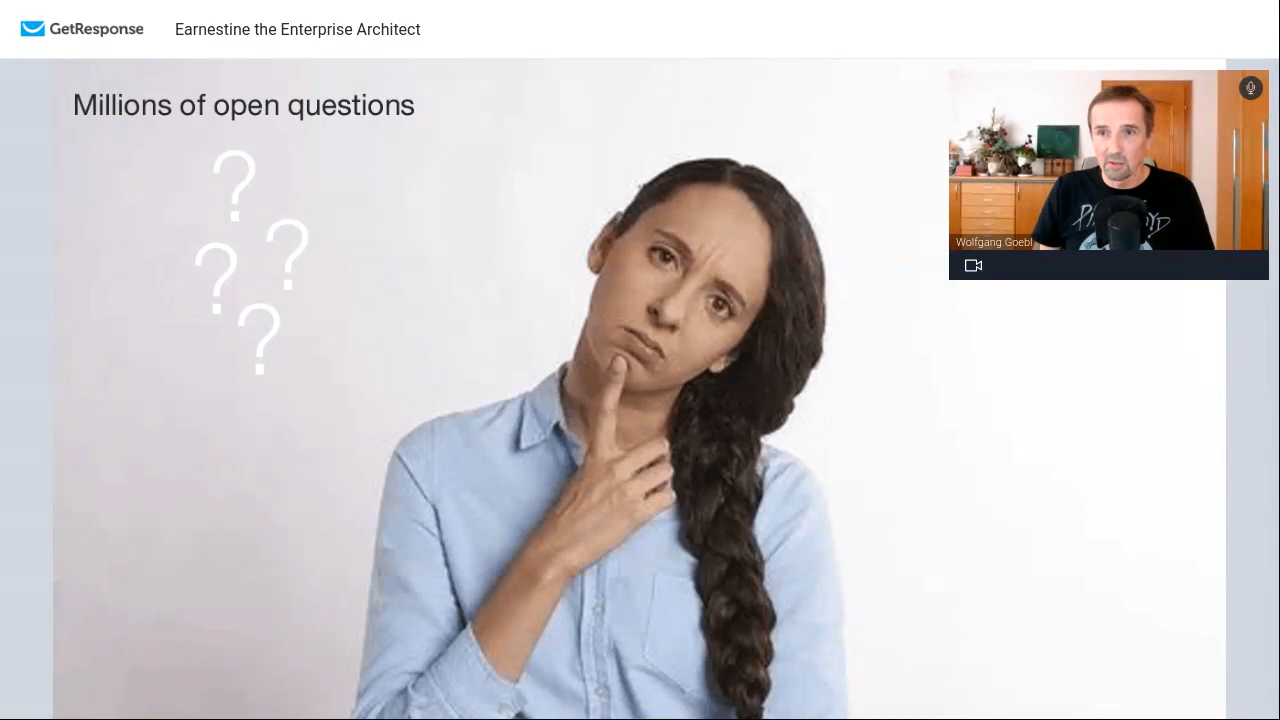 GetResponse
Earnestine the Enterprise Architect
Millions of open questions
?
?
?
?
Wolfgang Goebl